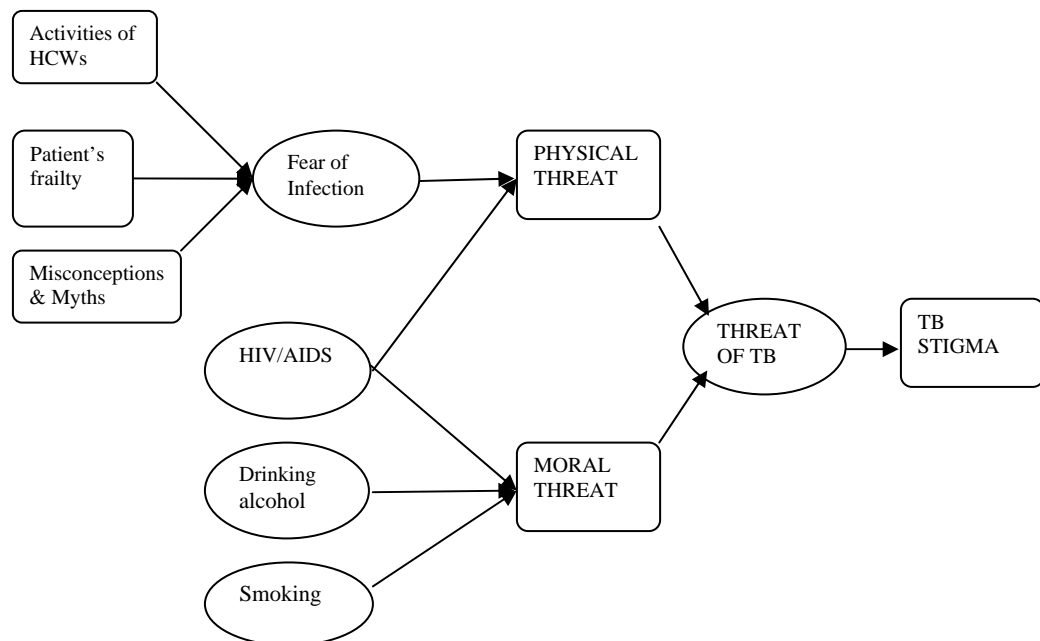 Activities of
HCWs
Patient's
frailty
Fear of
Infection
PHYSICAL
THREAT
Misconceptions
& Myths
HIV/AIDS
THREAT
OF TB
TB
STIGMA
Drinking
alcohol
MORAL
THREAT
Smoking